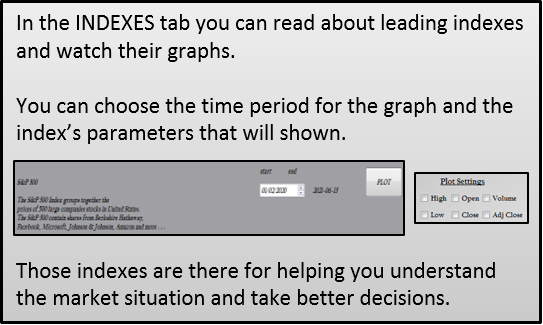 In the INDEXES tab you can read about leading indexes
and watch their graphs.
You can choose the time period for the graph and the
index's parameters that will shown.
start end
S&P 500
01/02/2020 2021-06-15 PLOT
The S&P 500 Index groups together the
prices of 500 large companies stocks in United States.
The S&P 500 contain shares from Berkshire Hathaway,
Facebook, Microsoft, Johnson & Johnson, Amazon and more . . .
Plot Settings
High Open Volume
Low Close Adj Close
Those indexes are there for helping you understand
the market situation and take better decisions.